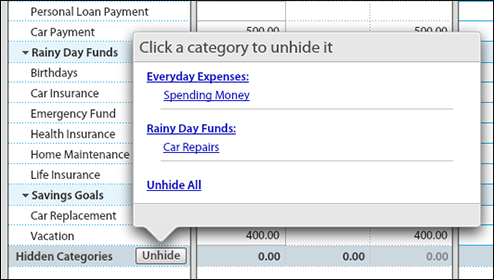 Personal Loan Payment
Car Payment 500.00 500.00
Rainy Day Funds
Birthdays
Car Insurance
Emergency Fund
Health Insurance
Home Maintenance
Life Insurance
Savings Goals
Car Replacement
Vacation 400.00 400.00
Hidden Categories Unhide 0.00 0.00 0.00
Click a category to unhide it
Everyday Expenses:
Spending Money
Rainy Day Funds:
Car Repairs
Unhide All